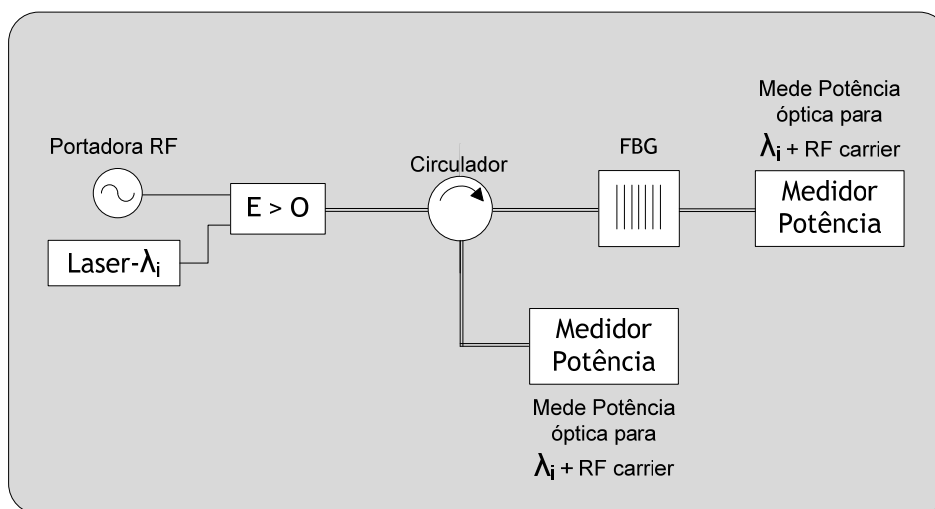 Portadora RF
E > O
Laser-λi
Circulador
FBG
Mede Potência
óptica para
λi + RF carrier
Medidor
Potência
Medidor
Potência
Mede Potência
óptica para
λi + RF carrier